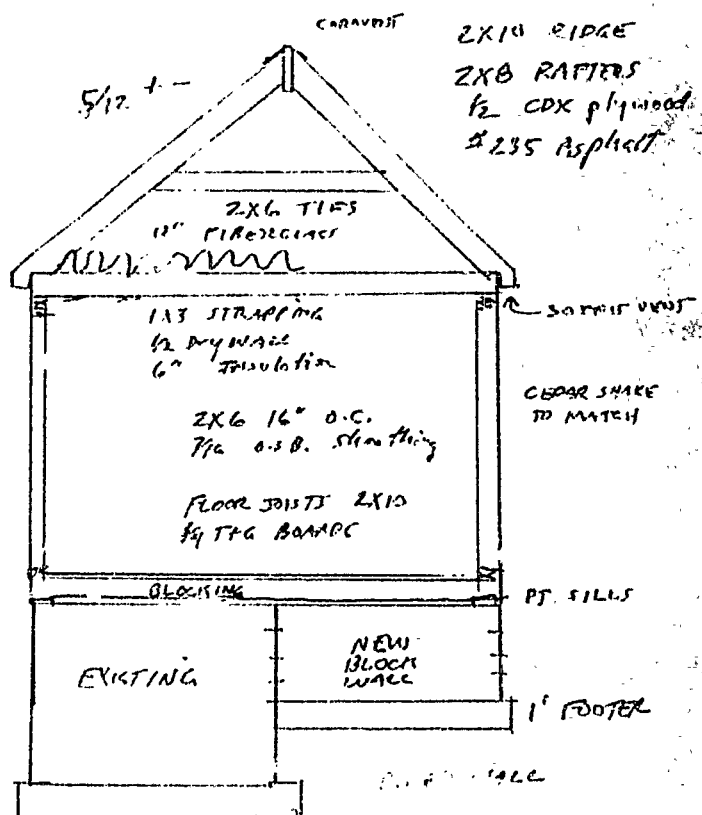 CORAVENT
2X10 RIDGE
2X8 RAFTERS
1/2 CDX plywood
#235 Asphalt
5/12 + -
2X6 TIES
12" FIBERGLASS
1X3 STRAPPING
1/2 Drywall
6" Insulation
SOFFIT VENT
CEDAR SHAKE
TO MATCH
2X6 16" O.C.
7/16 O.S.B. Sheathing
FLOOR JOISTS 2X10
3/4 T+G BOARDS
BLOCKING
PT. SILLS
EXISTING
NEW
BLOCK
WALL
1' FOOTER